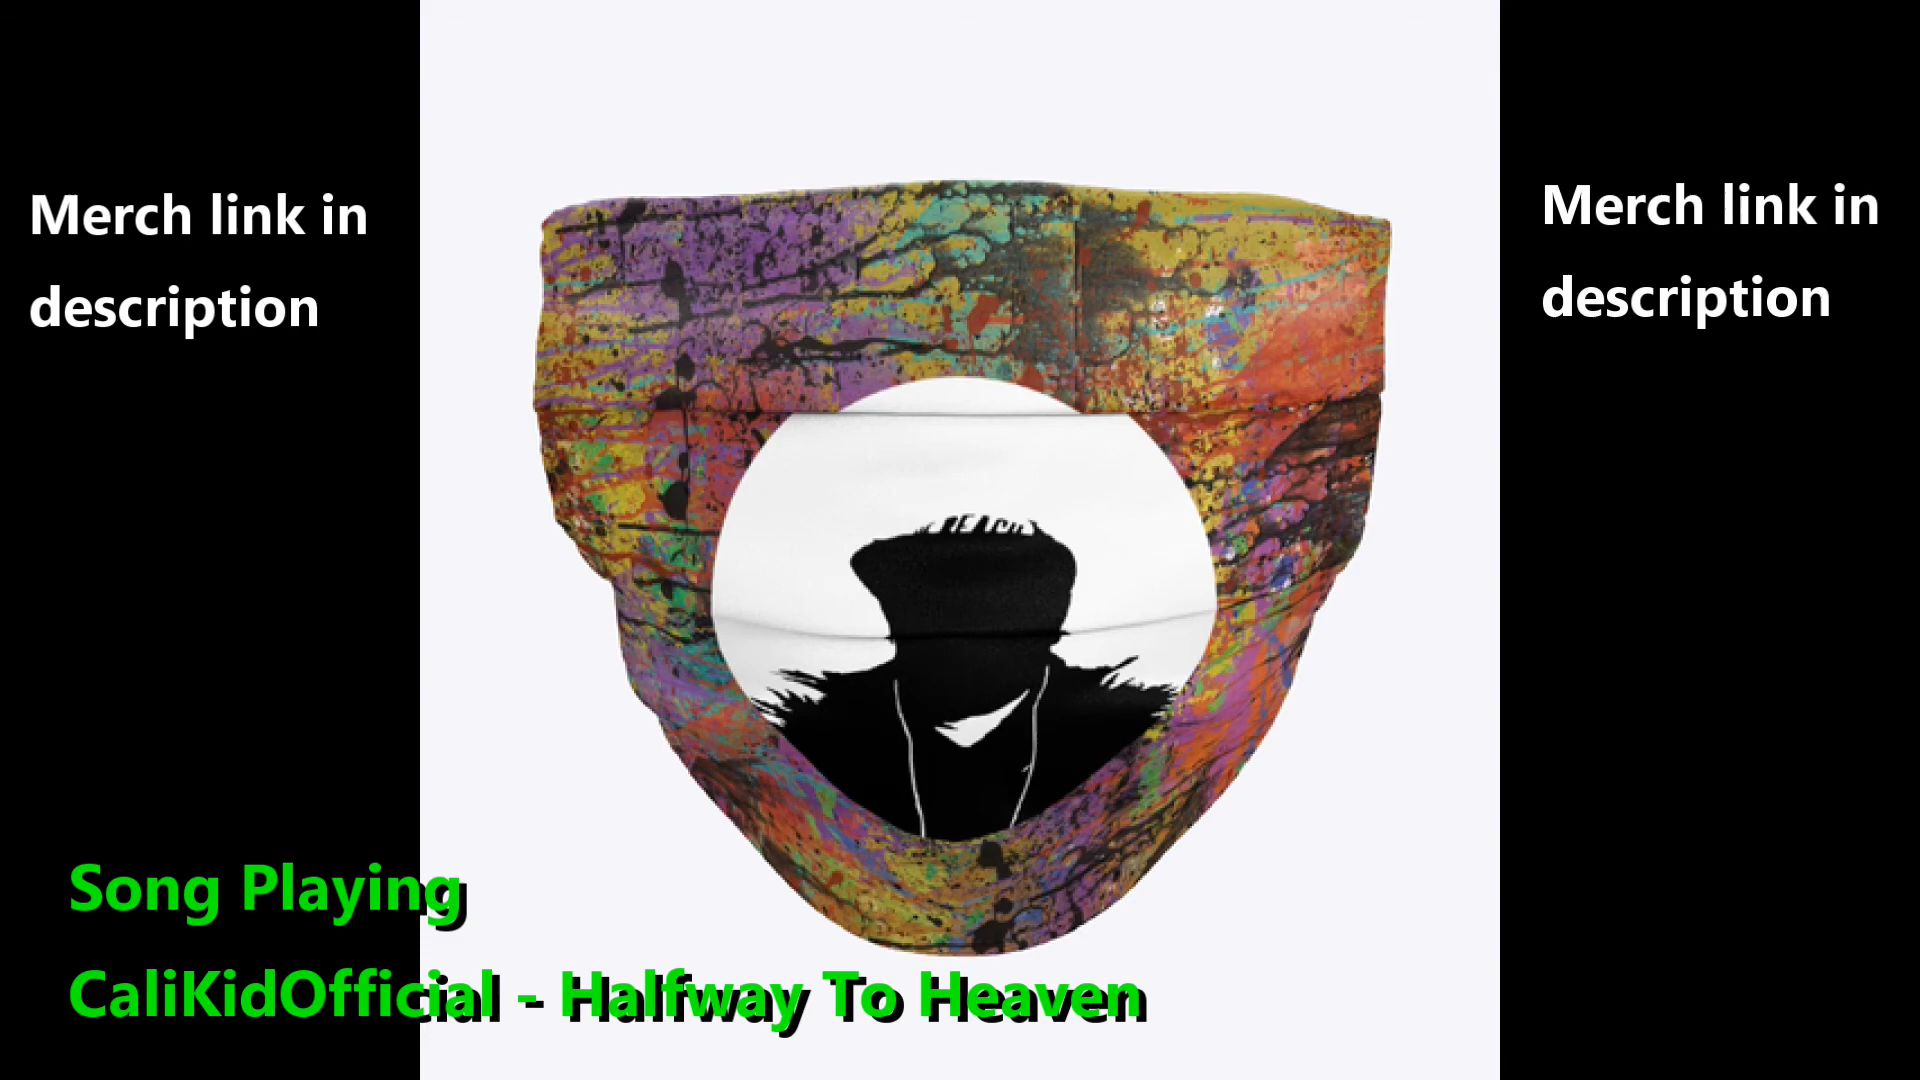 Merch link in
description
Merch link in
description
Song Playing
CaliKidOfficial - Halfway To Heaven